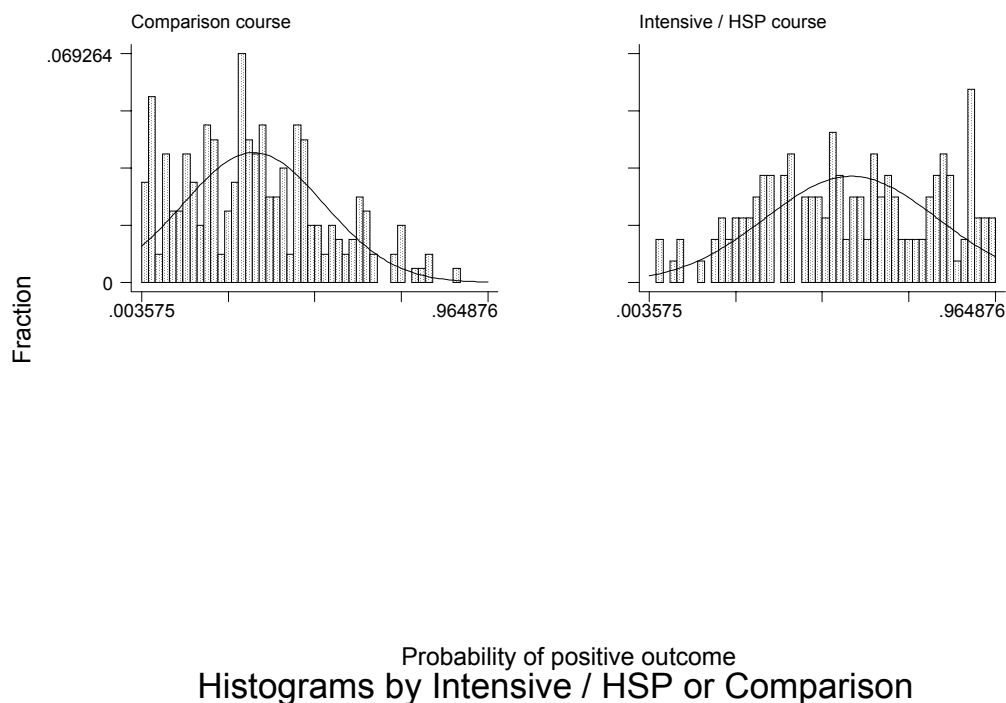 Comparison course
Intensive / HSP course
.069264
0
.003575
.964876
.003575
.964876
Fraction
Probability of positive outcome
Histograms by Intensive / HSP or Comparison